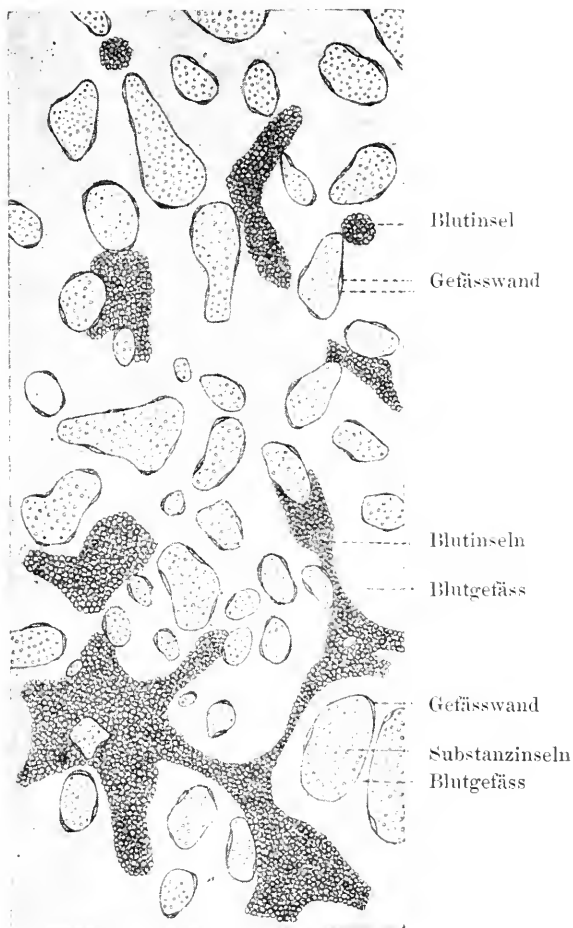 Blutinsel
Gefässwand
Blutinseln
Blutgefäss
Gefässwand
Substanzinseln
Blutgefäss